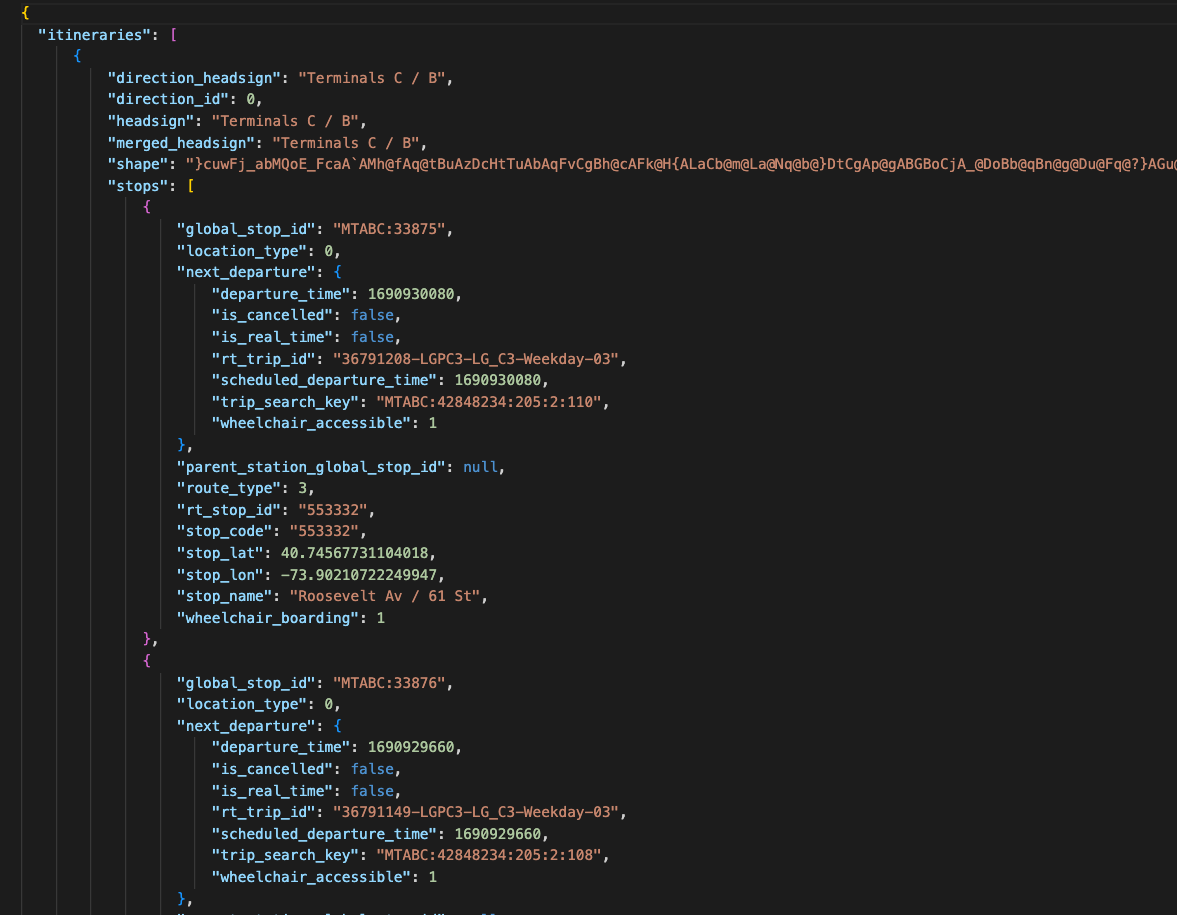 {
"itineraries": [
{
"direction_headsign": "Terminals C / B",
"direction_id": 0,
"headsign": "Terminals C / B",
"merged_headsign": "Terminals C / B",
"shape": "}cuwFj_abMQoE_FcaA`AMh@fAq@tBuAzDcHtTuAbAqFvCgBh@cAFk@H{ALaCb@m@La@Nq@b@}DtCgAp@gABGBoCjA_@DoBb@qBn@g@Du@Fq@?}AGu@
"stops": [
{
"global_stop_id": "MTABC:33875",
"location_type": 0,
"next_departure": {
"departure_time": 1690930080,
"is_cancelled": false,
"is_real_time": false,
"rt_trip_id": "36791208-LGPC3-LG_C3-Weekday-03",
"scheduled_departure_time": 1690930080,
"trip_search_key": "MTABC:42848234:205:2:110",
"wheelchair_accessible": 1
},
"parent_station_global_stop_id": null,
"route_type": 3,
"rt_stop_id": "553332",
"stop_code": "553332",
"stop_lat": 40.74567731104018,
"stop_lon": -73.90210722249947,
"stop_name": "Roosevelt Av / 61 St",
"wheelchair_boarding": 1
},
{
"global_stop_id": "MTABC:33876",
"location_type": 0,
"next_departure": {
"departure_time": 1690929660,
"is_cancelled": false,
"is_real_time": false,
"rt_trip_id": "36791149-LGPC3-LG_C3-Weekday-03",
"scheduled_departure_time": 1690929660,
"trip_search_key": "MTABC:42848234:205:2:108",
"wheelchair_accessible": 1
},